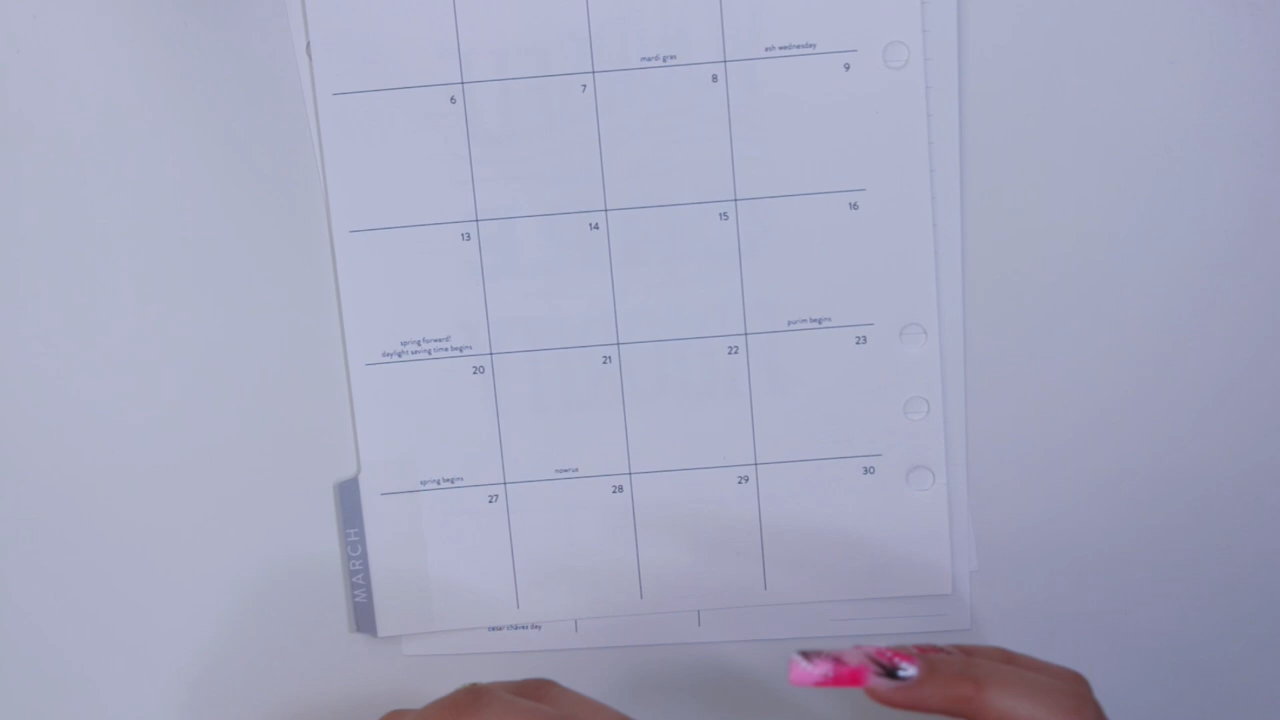 mardi gras
ash wednesday
6
7
8
9
13
14
15
16
spring forward!
daylight saving time begins
purim begins
20
21
22
23
spring begins
nowruz
27
28
29
30
MARCH
cesar chávez day